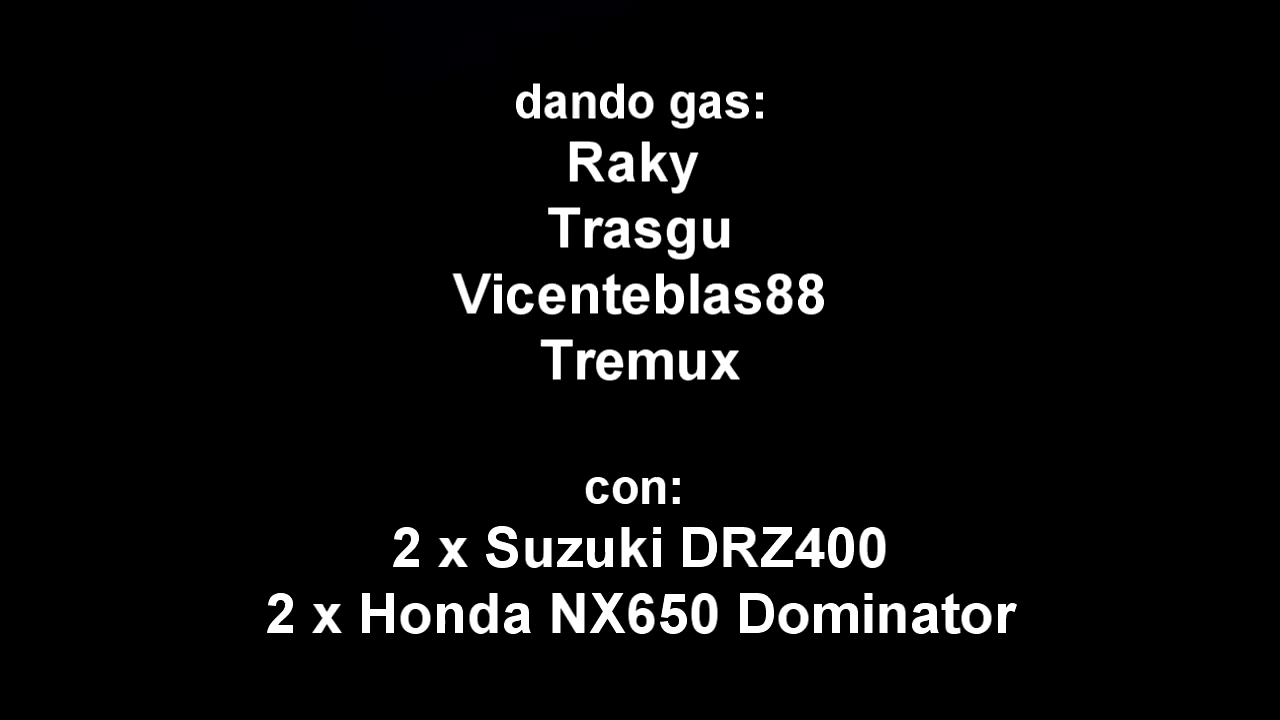 dando gas:
Raky
Trasgu
Vicenteblas88
Tremux
con:
2 x Suzuki DRZ400
2 x Honda NX650 Dominator